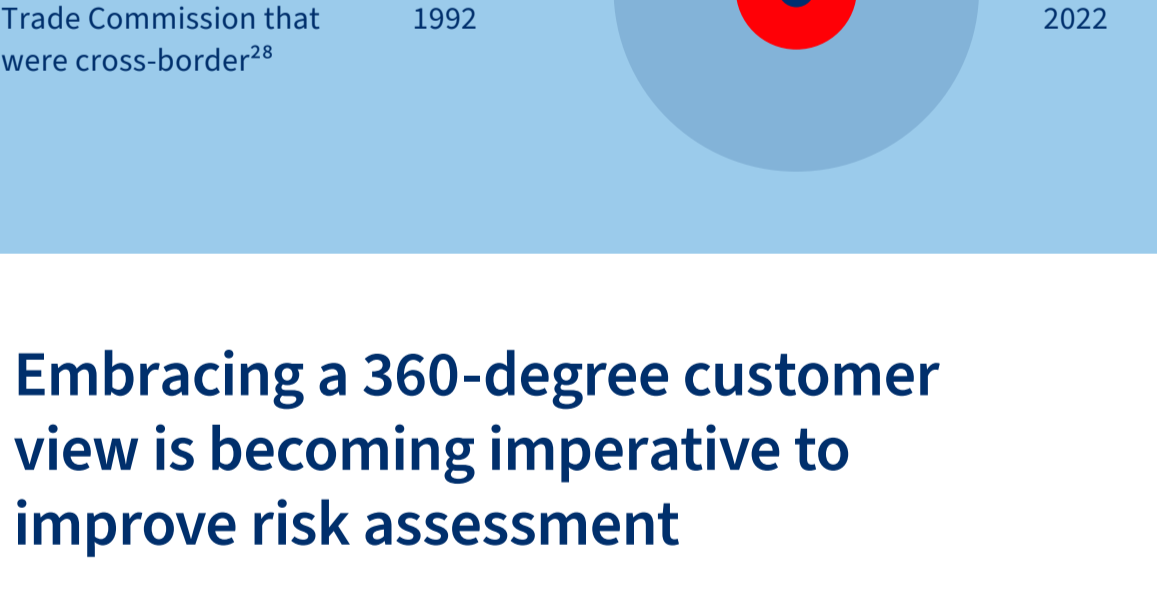 Trade Commission that 1992 2022
were cross-border²⁸
Embracing a 360-degree customer
view is becoming imperative to
improve risk assessment